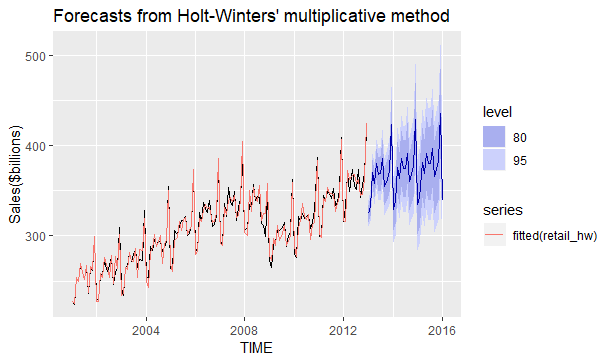 Forecasts from Holt-Winters' multiplicative method
500
400
300
Sales($billions)
2004
2008
2012
2016
TIME
level
80
95
series
fitted(retail_hw)